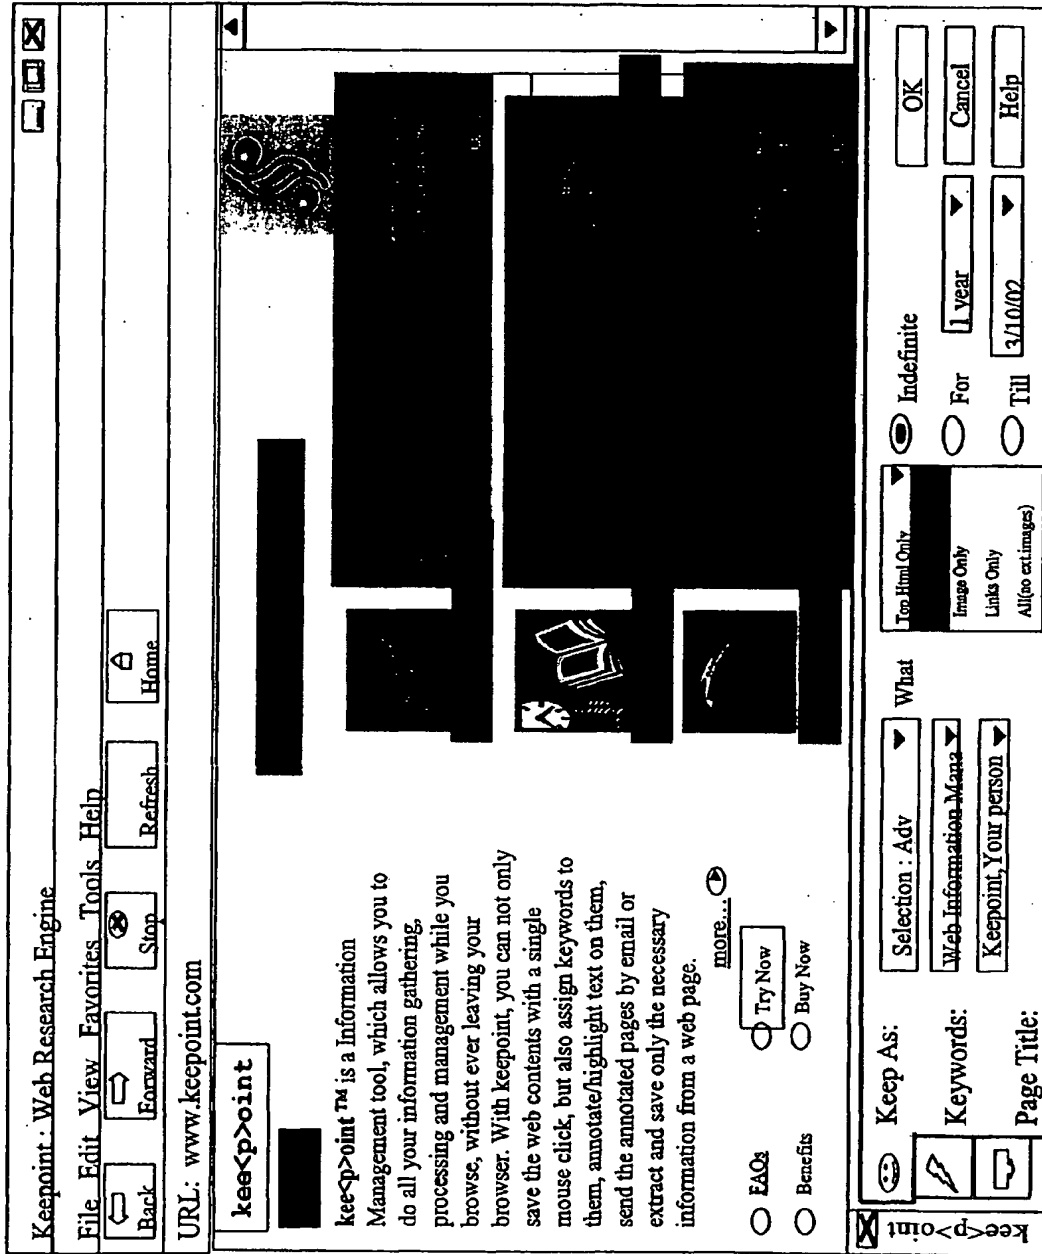 Keepoint : Web Research Engine
File Edit View Favorites Tools Help
Back Forward Stop Refresh Home
URL: www.keepoint.com
kee<p>oint
kee<p>oint ™ is a Information
Management tool, which allows you to
do all your information gathering,
processing and management while you
browse, without ever leaving your
browser. With keepoint, you can not only
save the web contents with a single
mouse click, but also assign keywords to
them, annotate/highlight text on them,
send the annotated pages by email or
extract and save only the necessary
information from a web page.
more...
FAQs Try Now
Benefits Buy Now
kee<p>oint
Keep As: Selection : Adv
Keywords: Web Information Mana
Page Title: Keepoint, Your person
What
Top Html Only
Image Only
Links Only
All(no ext.images)
Indefinite
For 1 year
Till 3/10/02
OK
Cancel
Help